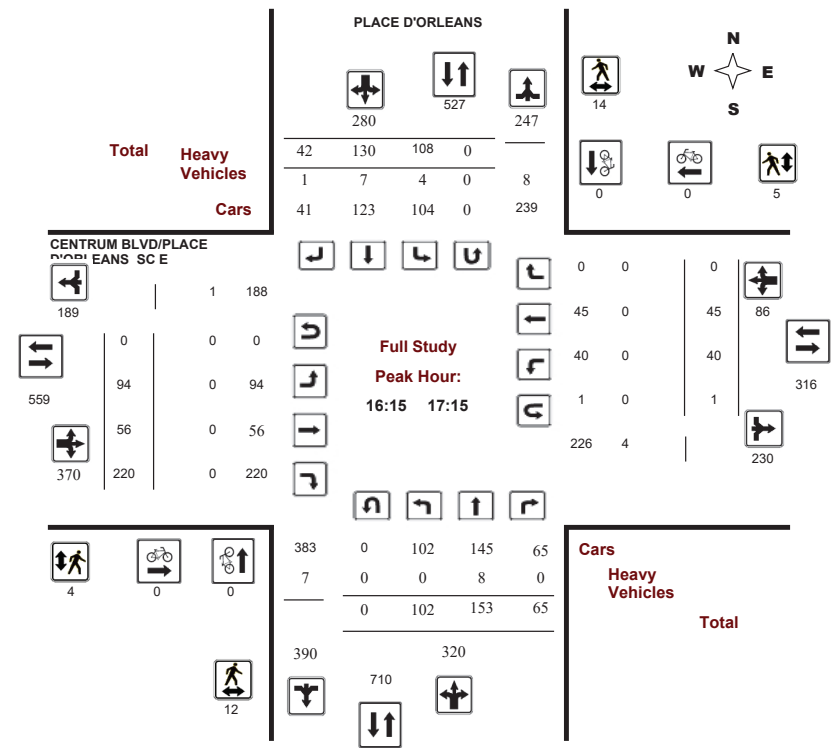 PLACE D'ORLEANS
N
W E
S
527
14
280 247
Total Heavy Vehicles
Cars
42 130 108 0
1 7 4 0 8
41 123 104 0 239
0 0 5
CENTRUM BLVD/PLACE
D'ORLEANS SC E
189
1 188
0 0 0
45 0 45 86
559
0 0 0
Full Study
40 0 40
316
94 0 94
Peak Hour:
1 0 1
56 0 56
16:15 17:15
226 4
230
370 220 0 220
383 0 102 145 65
Cars
7 0 0 8 0
Heavy
Vehicles
0 102 153 65
Total
4 0 0
390 320
710
12